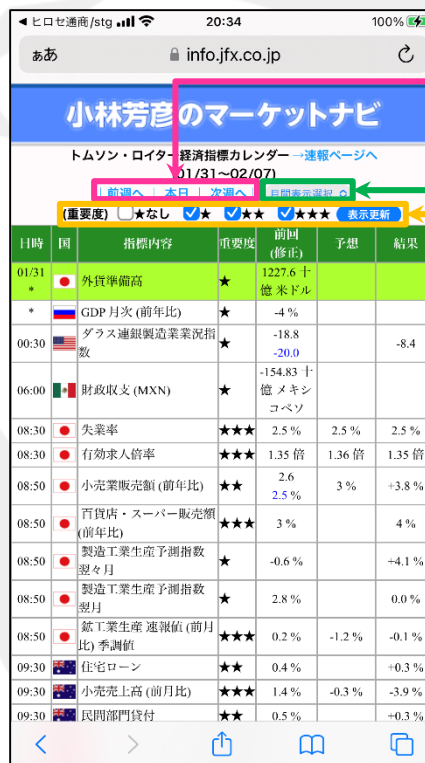 ◀ ヒロセ通商/stg 20:34 100%
ぁあ info.jfx.co.jp
小林芳彦のマーケットナビ
トムソン・ロイター経済指標カレンダー →速報ページへ
01/31～02/07)
| 前週へ | 本日 | 次週へ | 月間表示選択
(重要度) ★なし ★ ★★ ★★★ 表示更新
日時 国 指標内容 重要度 前回(修正) 予想 結果
01/31 * 外貨準備高 ★ 1227.6 十億 米ドル
* GDP 月次 (前年比) ★ -4 %
00:30 ダラス連銀製造業業況指数 ★ -18.8 -20.0 -8.4
06:00 財政収支 (MXN) ★ -154.83 十億 メキシコペソ
08:30 失業率 ★★★ 2.5 % 2.5 % 2.5 %
08:30 有効求人倍率 ★★★ 1.35 倍 1.36 倍 1.35 倍
08:50 小売業販売額 (前年比) ★★ 2.6 2.5 % 3 % +3.8 %
08:50 百貨店・スーパー販売額 (前年比) ★★★ 3 % 4 %
08:50 製造工業生産予測指数 翌々月 ★ -0.6 % +4.1 %
08:50 製造工業生産予測指数 翌月 ★ 2.8 % 0.0 %
08:50 鉱工業生産 速報値 (前月比) 季調値 ★★★ 0.2 % -1.2 % -0.1 %
09:30 住宅ローン ★★ 0.4 % +0.3 %
09:30 小売売上高 (前月比) ★★★ 1.4 % -0.3 % -3.9 %
09:30 民間部門貸付 ★★ 0.5 % +0.3 %